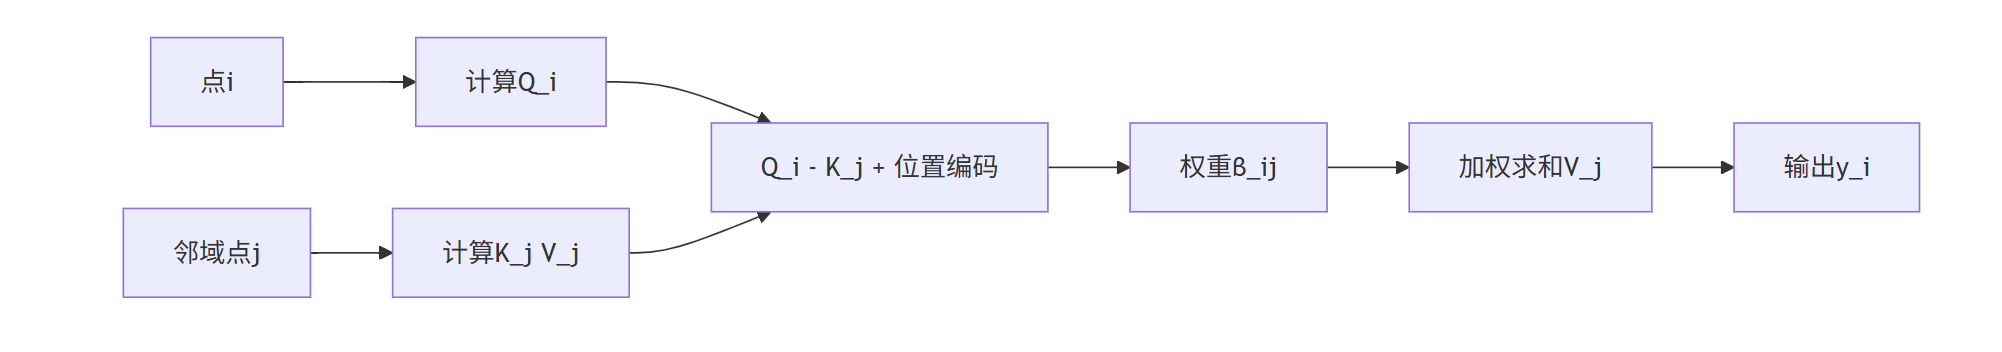 点i
计算Q_i
邻域点j
计算K_j V_j
Q_i - K_j + 位置编码
权重β_ij
加权求和V_j
输出y_i